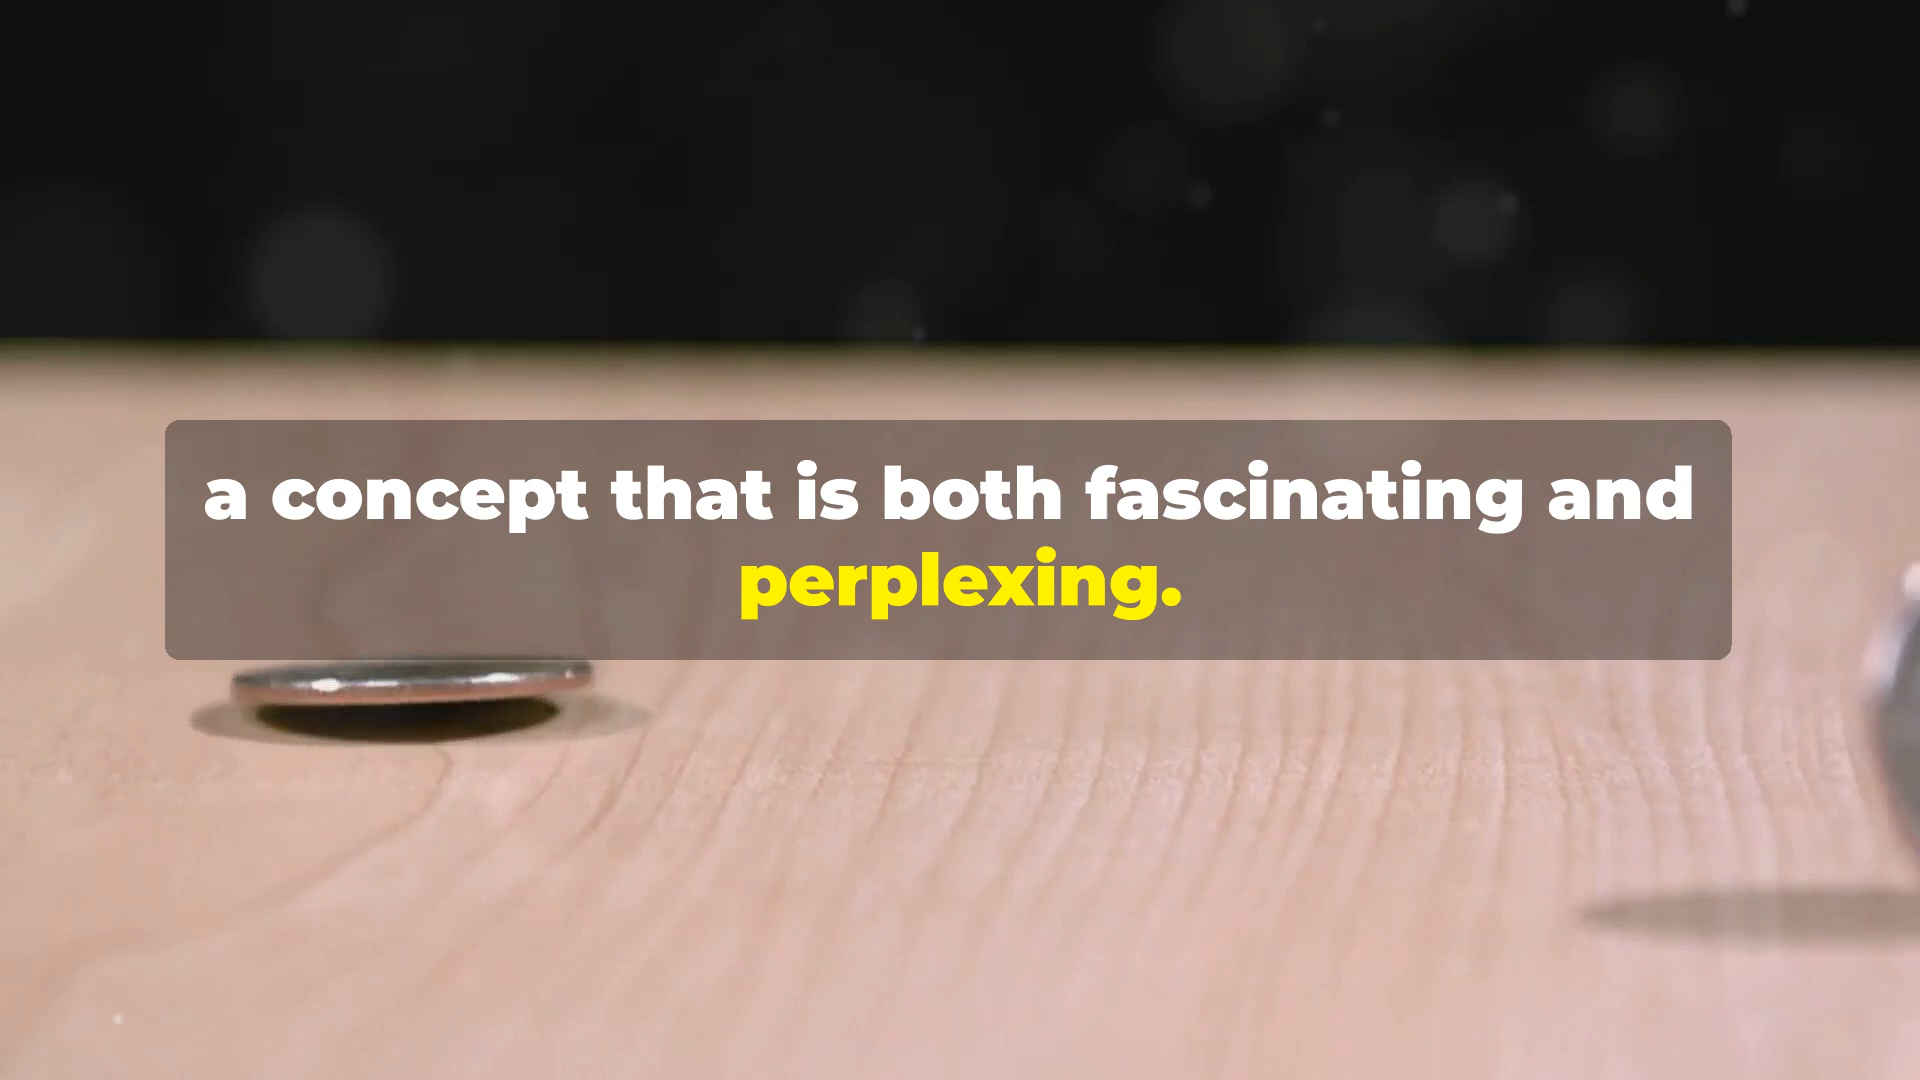 a concept that is both fascinating and
perplexing.